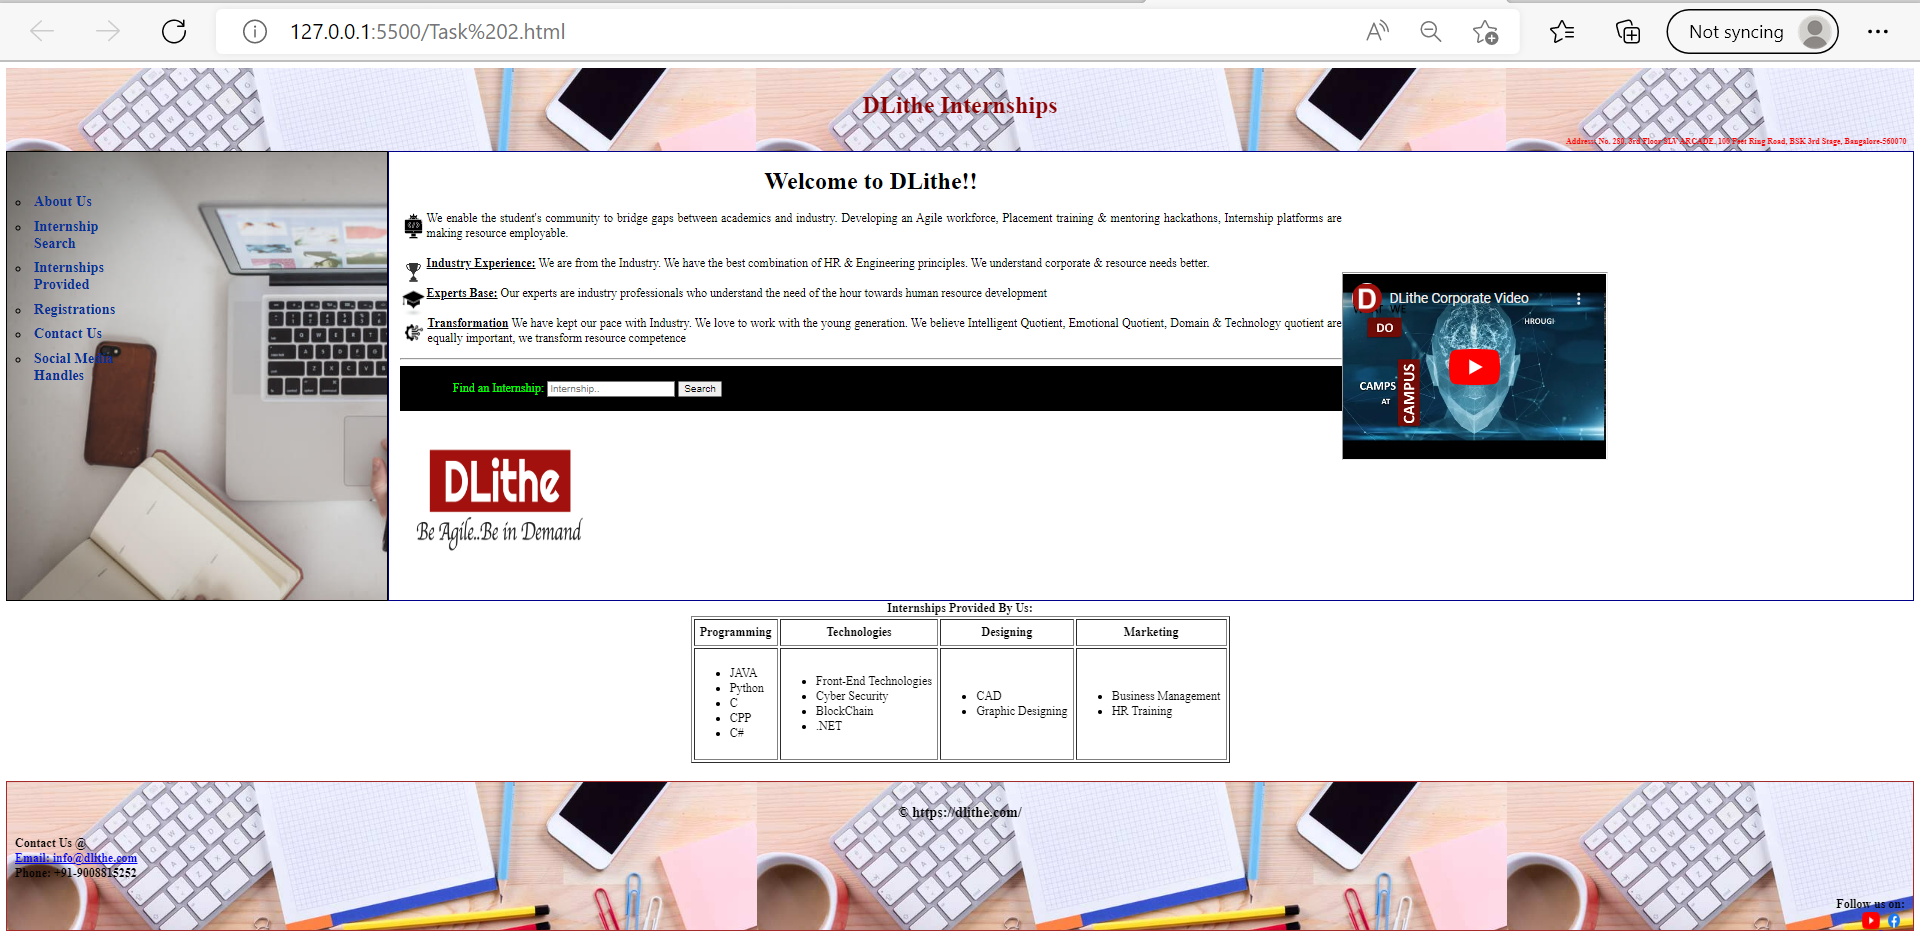 127.0.0.1:5500/Task%202.html
Not syncing
DLithe Internships
Address: No. 280, 3rd Floor SLV ARCADE, 100 Feet Ring Road, BSK 3rd Stage, Bangalore-560070
About Us
Internship
Search
Internships
Provided
Registrations
Contact Us
Social Media
Handles
Welcome to DLithe!!
We enable the student's community to bridge gaps between academics and industry. Developing an Agile workforce, Placement training & mentoring hackathons, Internship platforms are
making resource employable.
Industry Experience: We are from the Industry. We have the best combination of HR & Engineering principles. We understand corporate & resource needs better.
Experts Base: Our experts are industry professionals who understand the need of the hour towards human resource development
Transformation We have kept our pace with Industry. We love to work with the young generation. We believe Intelligent Quotient, Emotional Quotient, Domain & Technology quotient are
equally important, we transform resource competence
Find an Internship: Internship.. Search
D DLithe Corporate Video
WE
DO
HROUGH
CAMPS
AT
CAMPUS
DLithe
Be Agile..Be in Demand
Internships Provided By Us:
Programming Technologies Designing Marketing
JAVA
Python
C
CPP
C#
Front-End Technologies
Cyber Security
BlockChain
.NET
CAD
Graphic Designing
Business Management
HR Training
© https://dlithe.com/
Contact Us @
Email: info@dlithe.com
Phone: +91-9008815252
Follow us on: